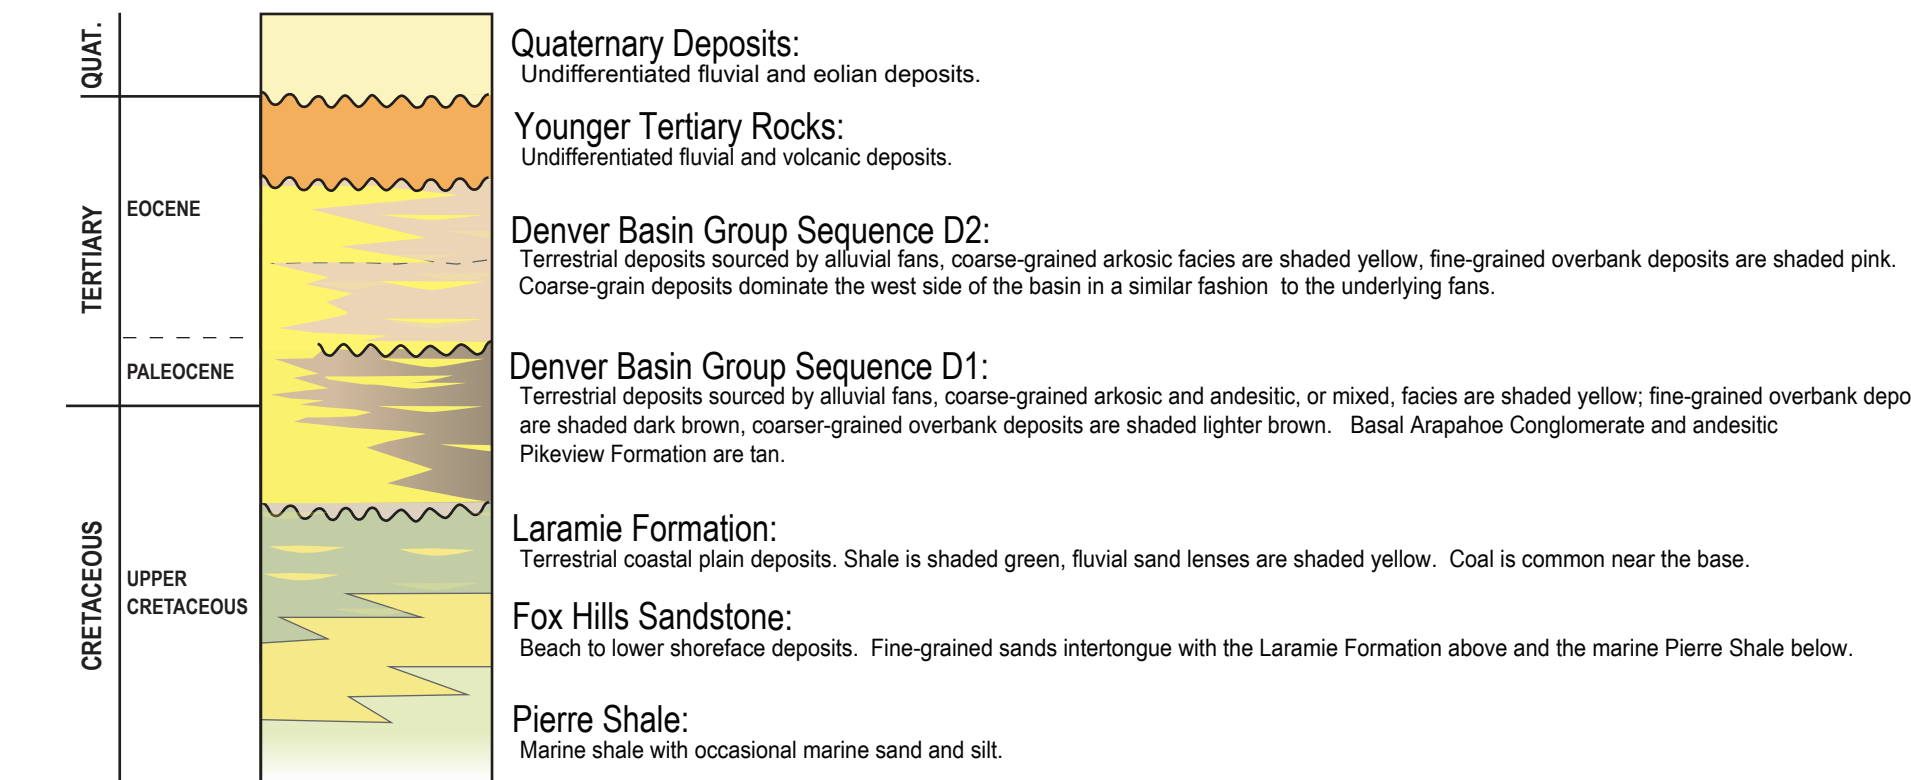 QUAT.
Quaternary Deposits:
Undifferentiated fluvial and eolian deposits.
Younger Tertiary Rocks:
Undifferentiated fluvial and volcanic deposits.
TERTIARY
EOCENE
Denver Basin Group Sequence D2:
Terrestrial deposits sourced by alluvial fans, coarse-grained arkosic facies are shaded yellow, fine-grained overbank deposits are shaded pink.
Coarse-grain deposits dominate the west side of the basin in a similar fashion to the underlying fans.
PALEOCENE
Denver Basin Group Sequence D1:
Terrestrial deposits sourced by alluvial fans, coarse-grained arkosic and andesitic, or mixed, facies are shaded yellow; fine-grained overbank depo
are shaded dark brown, coarser-grained overbank deposits are shaded lighter brown. Basal Arapahoe Conglomerate and andesitic
Pikeview Formation are tan.
CRETACEOUS
UPPER
CRETACEOUS
Laramie Formation:
Terrestrial coastal plain deposits. Shale is shaded green, fluvial sand lenses are shaded yellow. Coal is common near the base.
Fox Hills Sandstone:
Beach to lower shoreface deposits. Fine-grained sands intertongue with the Laramie Formation above and the marine Pierre Shale below.
Pierre Shale:
Marine shale with occasional marine sand and silt.